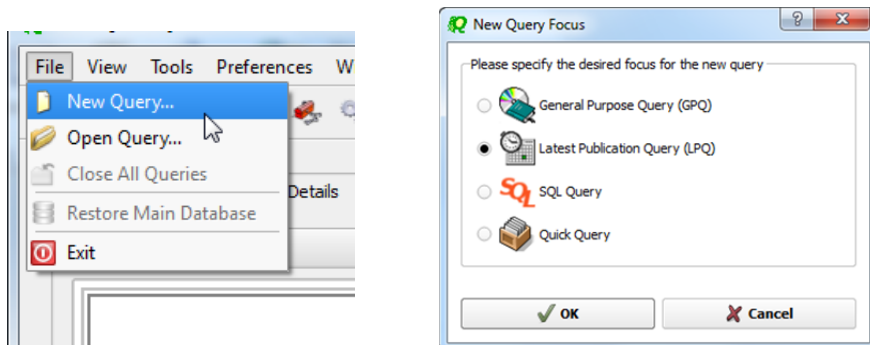 File View Tools Preferences W
New Query...
Open Query...
Close All Queries
Details
Restore Main Database
Exit
New Query Focus
Please specify the desired focus for the new query
General Purpose Query (GPQ)
Latest Publication Query (LPQ)
SQL SQL Query
Quick Query
OK Cancel